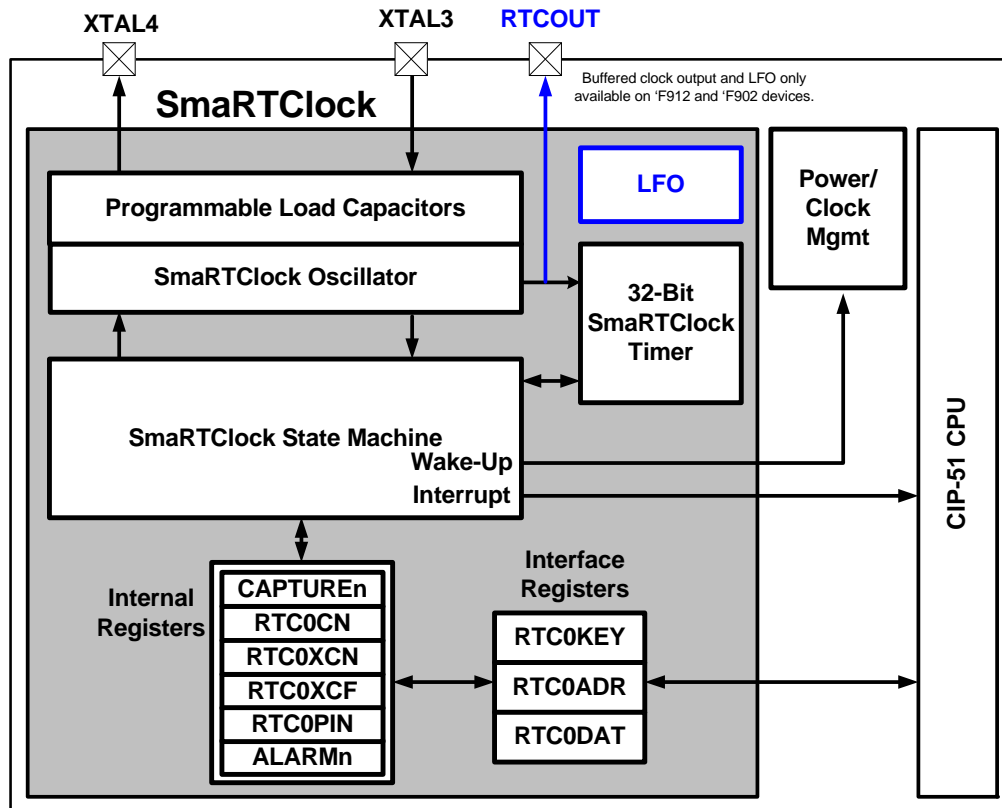 XTAL4
XTAL3
RTCOUT
Buffered clock output and LFO only
available on ‘F912 and ‘F902 devices.
SmaRTClock
Programmable Load Capacitors
SmaRTClock Oscillator
LFO
Power/
Clock
Mgmt
32-Bit
SmaRTClock
Timer
SmaRTClock State Machine
Wake-Up
Interrupt
CIP-51 CPU
Internal
Registers
CAPTUREn
RTC0CN
RTC0XCN
RTC0XCF
RTC0PIN
ALARMn
Interface
Registers
RTC0KEY
RTC0ADR
RTC0DAT